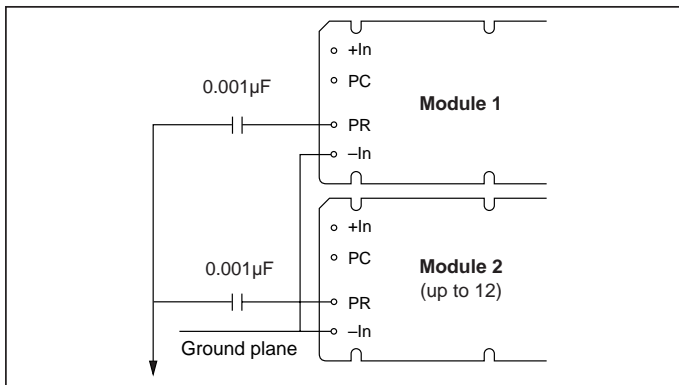 +In
PC
0.001µF
Module 1
PR
–In
+In
PC
0.001µF
Module 2
(up to 12)
PR
–In
Ground plane